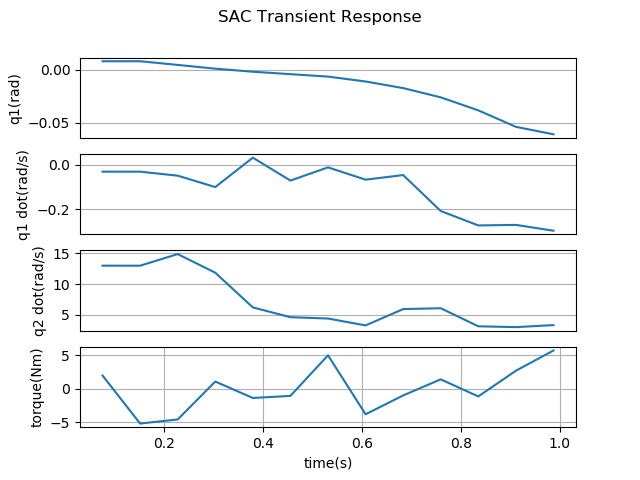 SAC Transient Response
q1(rad)
0.00
−0.05
q1 dot(rad/s)
0.0
−0.2
q2 dot(rad/s)
15
10
5
torque(Nm)
5
0
−5
0.2 0.4 0.6 0.8 1.0
time(s)